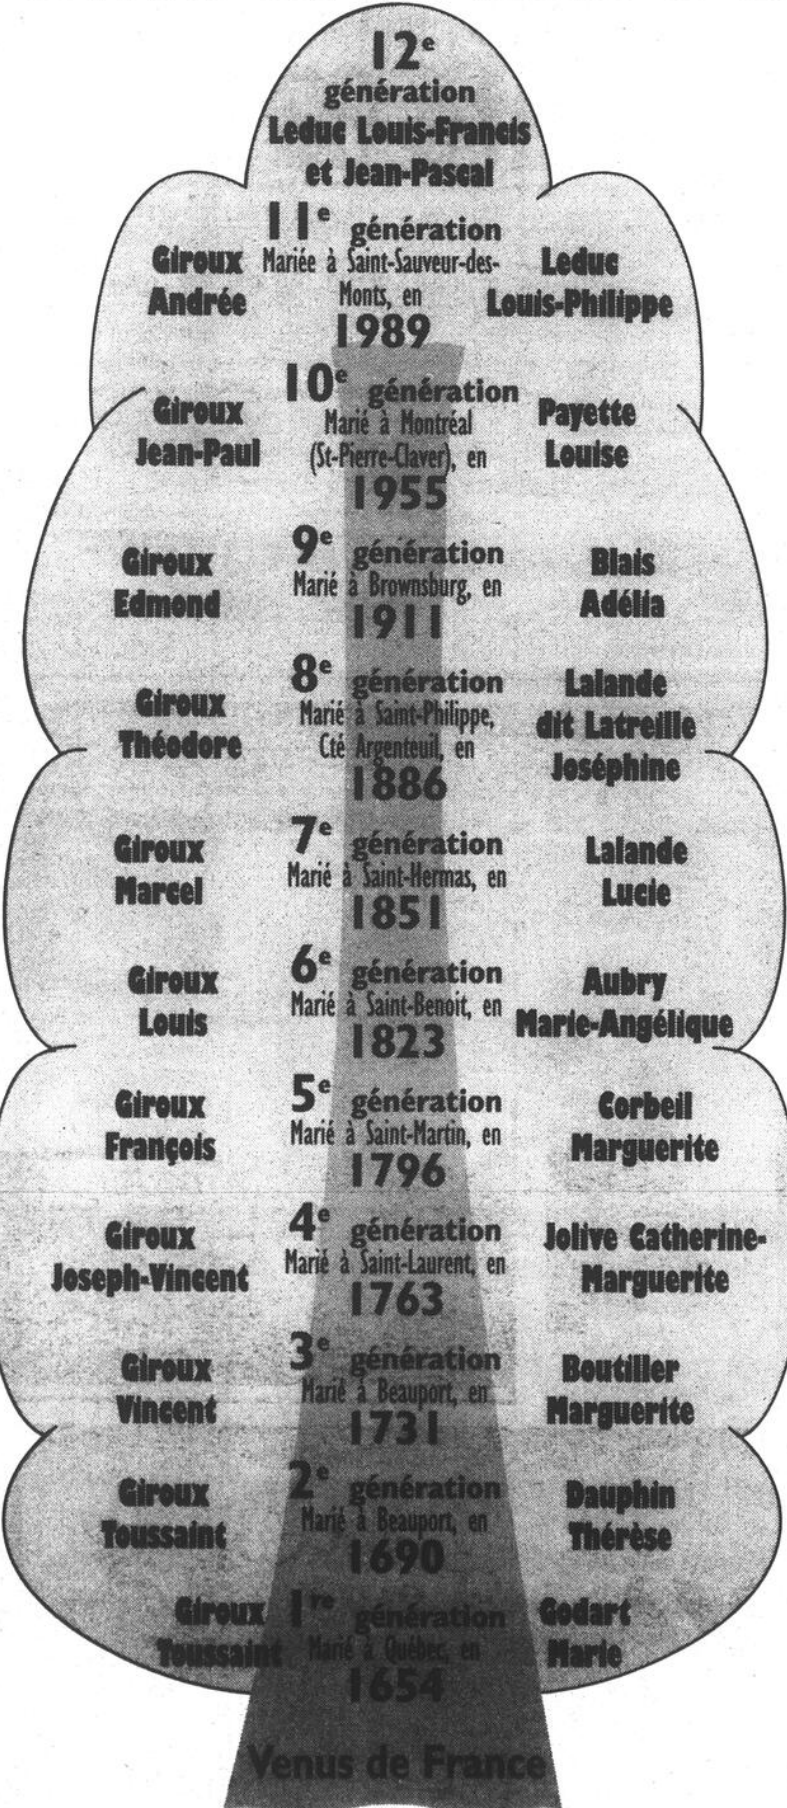 12e
génération
Leduc Louis-Francis
et Jean-Pascal
11e génération
Giroux
Andrée
Mariée à Saint-Sauveur-des-
Monts, en
1989
Leduc
Louis-Philippe
10e génération
Giroux
Jean-Paul
Marié à Montréal
(St-Pierre-Claver), en
1955
Payette
Louise
9e génération
Giroux
Edmond
Marié à Brownsburg, en
1911
Blais
Adélia
8e génération
Giroux
Théodore
Marié à Saint-Philippe,
Cté Argenteuil, en
1886
Lalande
dit Latreille
Joséphine
7e génération
Giroux
Marcel
Marié à Saint-Hermas, en
1851
Lalande
Lucie
6e génération
Giroux
Louis
Marié à Saint-Benoit, en
1823
Aubry
Marie-Angélique
5e génération
Giroux
François
Marié à Saint-Martin, en
1796
Corbeil
Marguerite
4e génération
Giroux
Joseph-Vincent
Marié à Saint-Laurent, en
1763
Jolive Catherine-
Marguerite
3e génération
Giroux
Vincent
Marié à Beauport, en
1731
Boutiller
Marguerite
2e génération
Giroux
Toussaint
Marié à Beauport, en
1690
Dauphin
Thérèse
1re génération
Giroux
Toussaint
Marié à Québec, en
1654
Godart
Marie
Venus de France